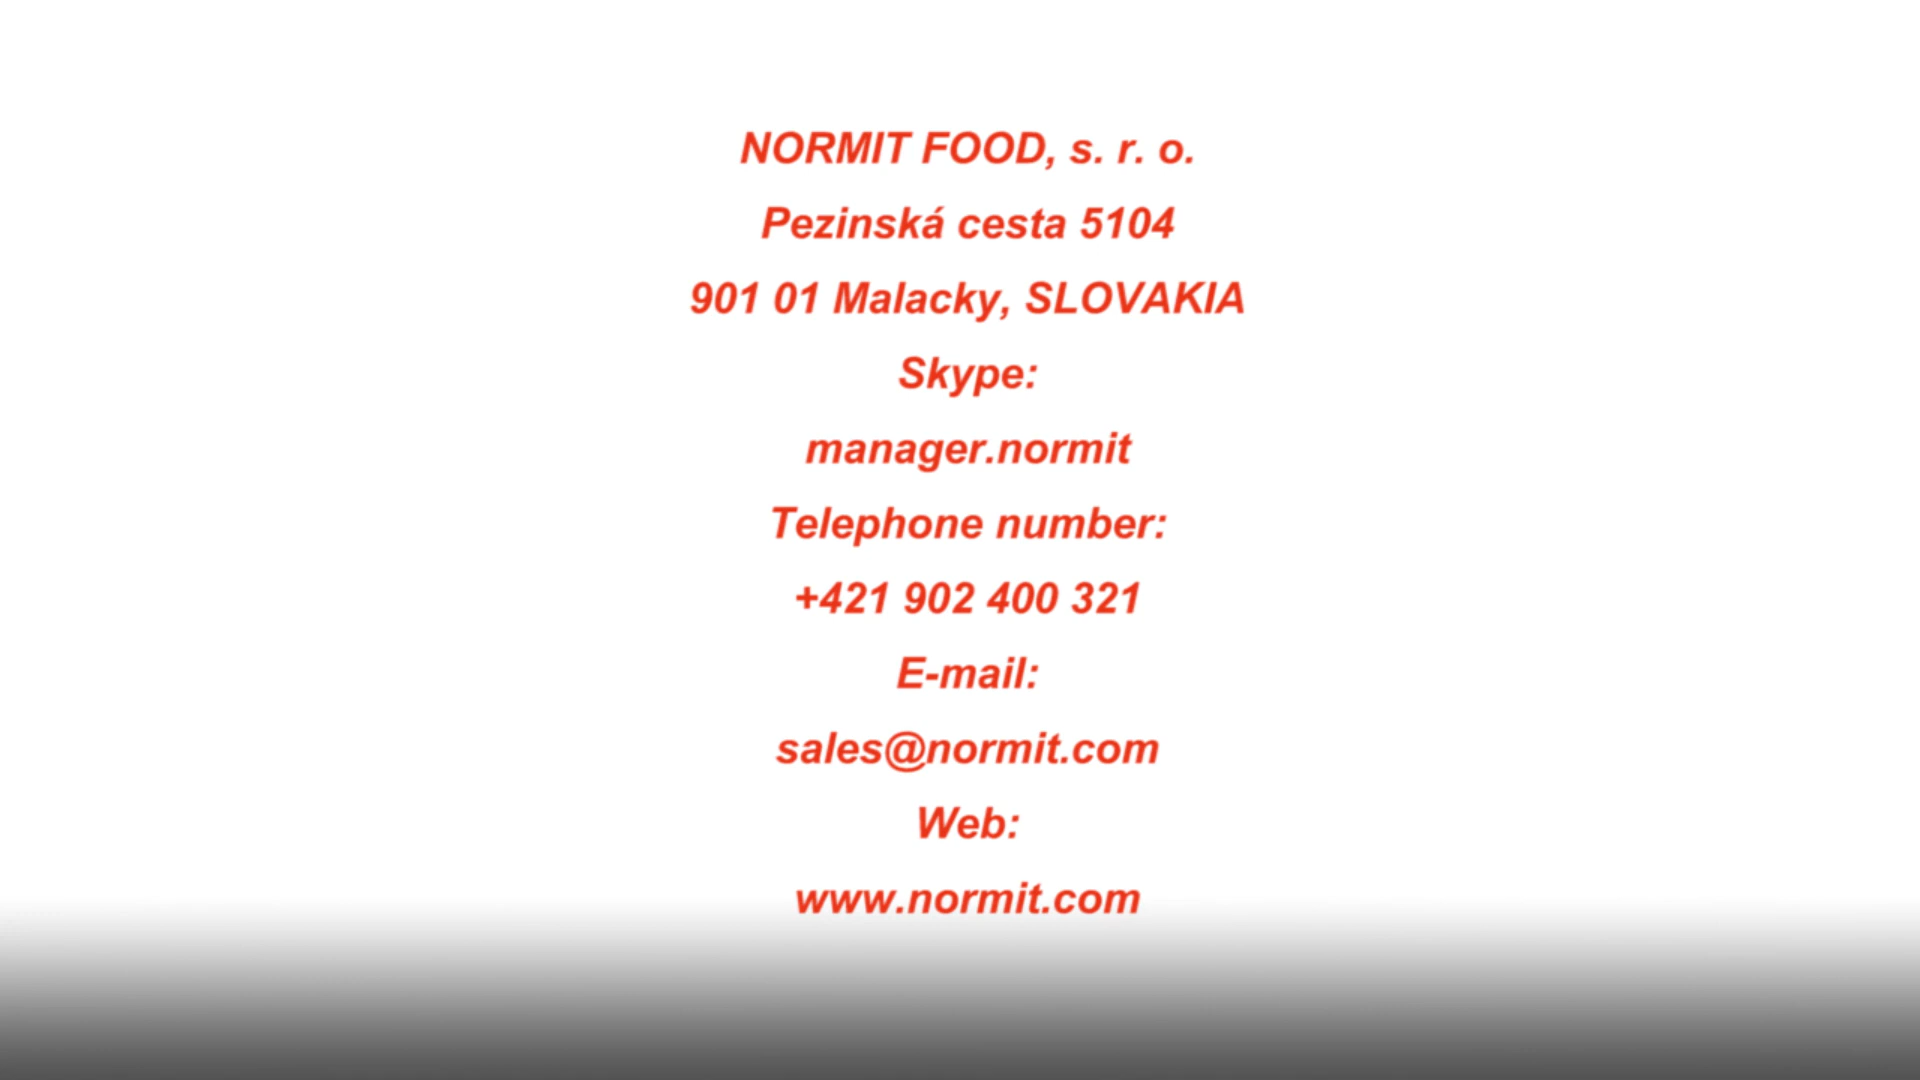 NORMIT FOOD, s. r. o.
Pezinská cesta 5104
901 01 Malacky, SLOVAKIA
Skype:
manager.normit
Telephone number:
+421 902 400 321
E-mail:
sales@normit.com
Web:
www.normit.com